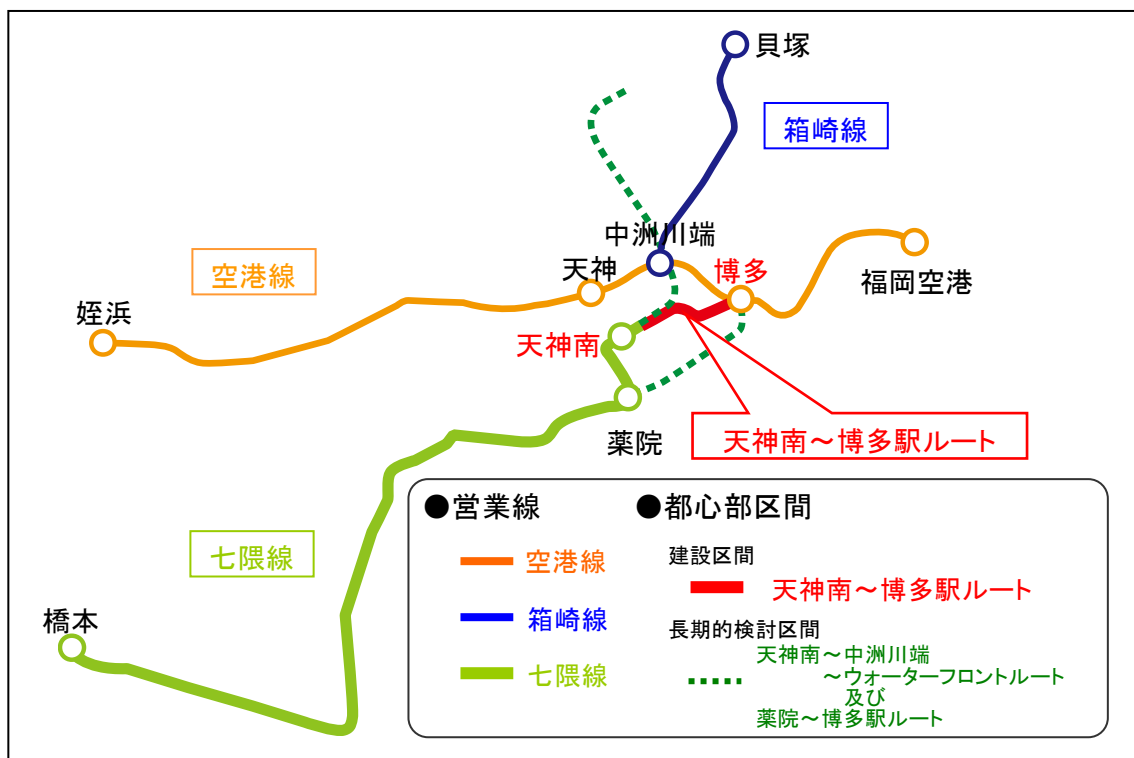 貝塚
箱崎線
中洲川端
天神
博多
空港線
福岡空港
姪浜
天神南
天神南～博多駅ルート
薬院
●営業線
●都心部区間
空港線
建設区間
天神南～博多駅ルート
七隈線
箱崎線
長期的検討区間
橋本
天神南～中洲川端
～ウォーターフロントルート
七隈線
及び
薬院～博多駅ルート